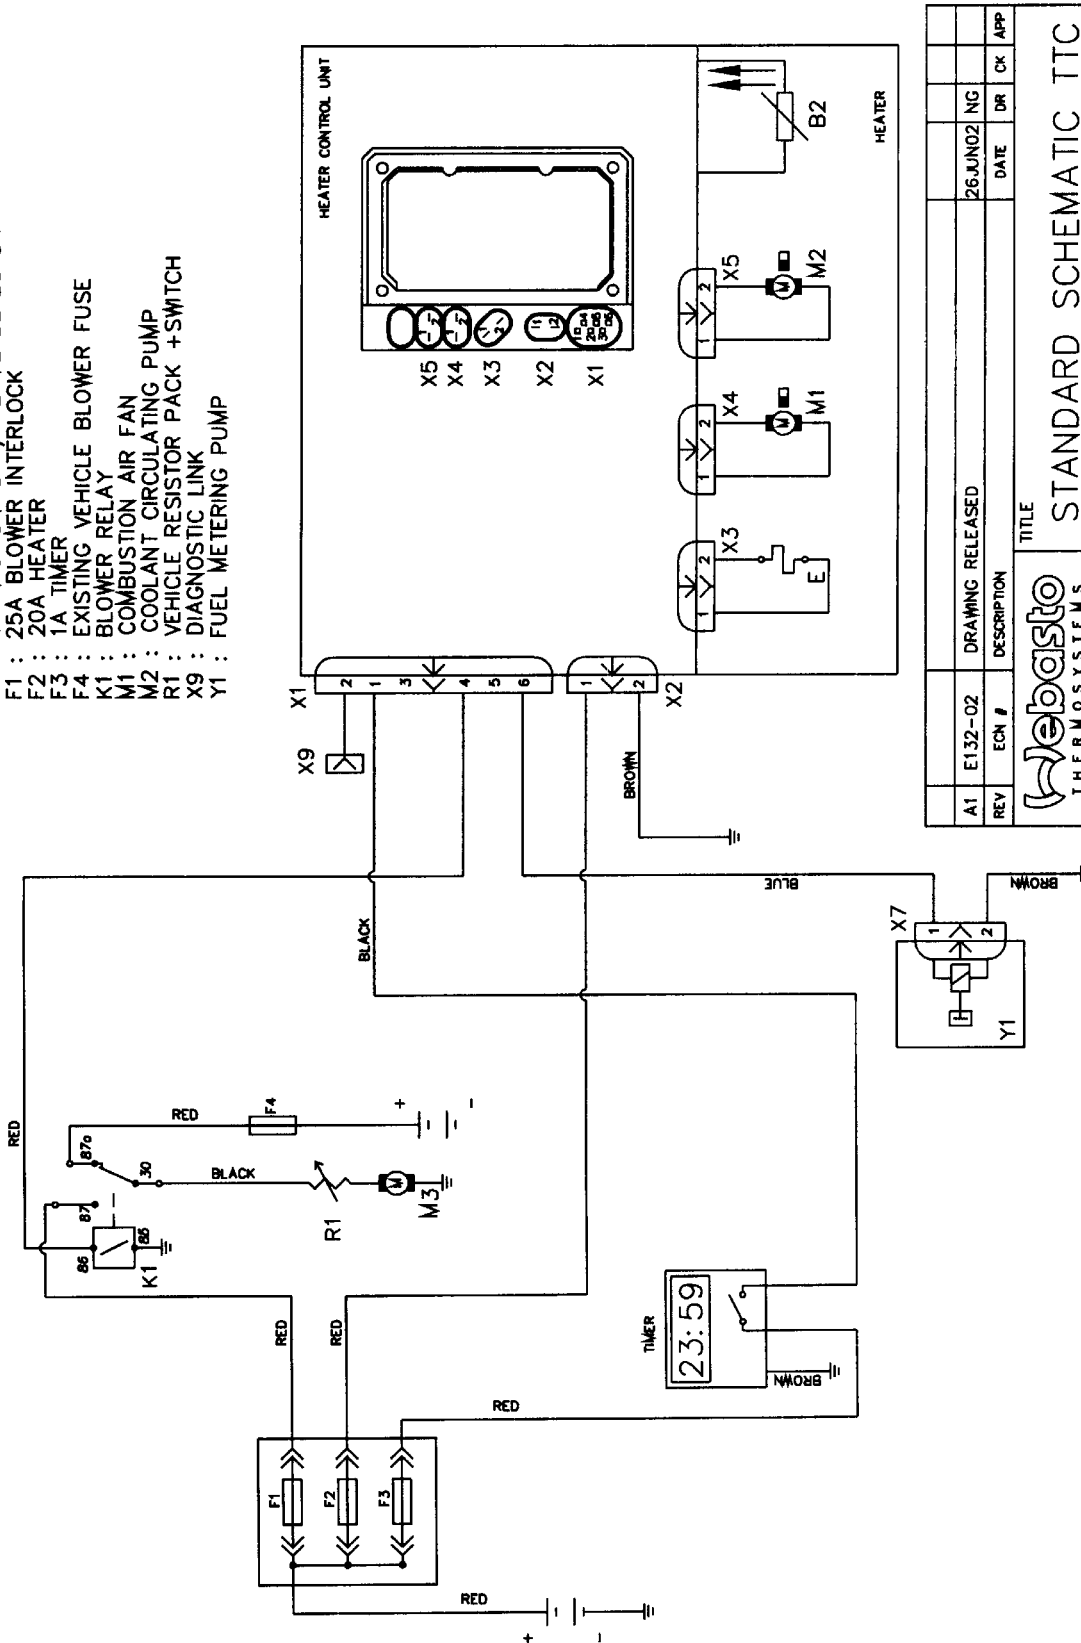 F1 : 25A BLOWER INTERLOCK
F2 : 20A HEATER
F3 : 1A TIMER
F4 : EXISTING VEHICLE BLOWER FUSE
K1 : BLOWER RELAY
M1 : COMBUSTION AIR FAN
M2 : COOLANT CIRCULATING PUMP
R1 : VEHICLE RESISTOR PACK +SWITCH
X9 : DIAGNOSTIC LINK
Y1 : FUEL METERING PUMP
HEATER CONTROL UNIT
X5
X4
X3
X2
X1
HEATER
B2
X5
1 2
M
M2
X4
1 2
M
M1
X3
1 2
E
X1
2
1
3
4
5
6
X2
1
2
X9
BROWN
BLACK
BLUE
BROWN
X7
1
2
Y1
RED
RED
87a
30
87
86
85
K1
BLACK
F4
+
-
R1
M
M3
RED
RED
RED
F1
F2
F3
TIMER
23:59
BROWN
RED
+
-
A1 E132-02 DRAWING RELEASED 26JUN02 NG
REV ECN # DESCRIPTION DATE DR CK APP
Webasto
THERMOSYSTEMS
TITLE
STANDARD SCHEMATIC TTC